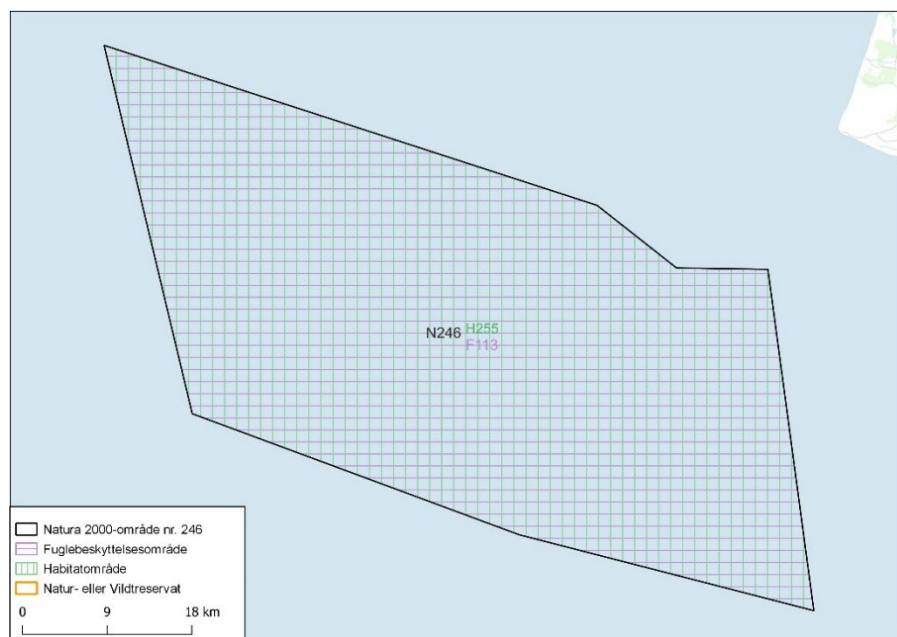 N246 H255
F113
Natura 2000-område nr. 246
Fuglebeskyttelsesområde
Habitatområde
Natur- eller Vildtreservat
0 9 18 km